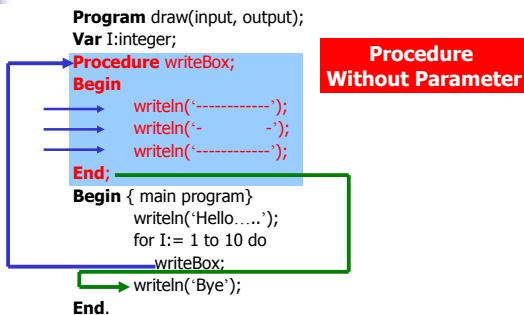 Program draw(input, output);
Var I:integer;
Procedure writeBox;
Begin
writeln(‘------------’);
writeln(‘-          -’);
writeln(‘------------’);
End;
Begin { main program}
writeln(‘Hello…..’);
for I:= 1 to 10 do
writeBox;
writeln(‘Bye’);
End.
Procedure
Without Parameter